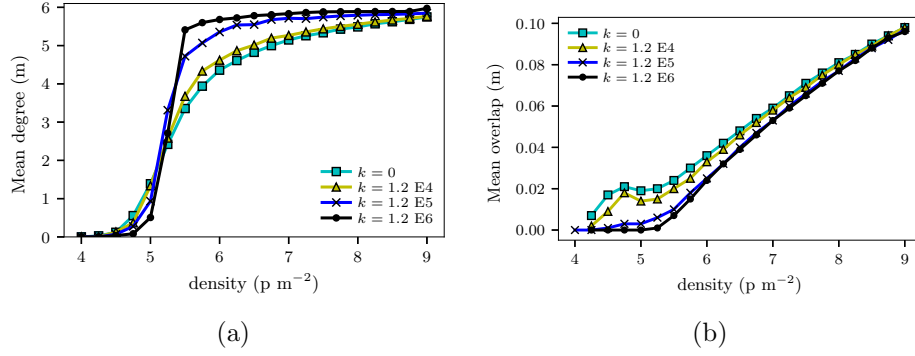 6
5
4
3
2
1
0
Mean degree (m)
k = 0
k = 1.2 E4
k = 1.2 E5
k = 1.2 E6
4 5 6 7 8 9
density (p m⁻²)
(a)
0.10
0.08
0.06
0.04
0.02
0.00
Mean overlap (m)
k = 0
k = 1.2 E4
k = 1.2 E5
k = 1.2 E6
4 5 6 7 8 9
density (p m⁻²)
(b)